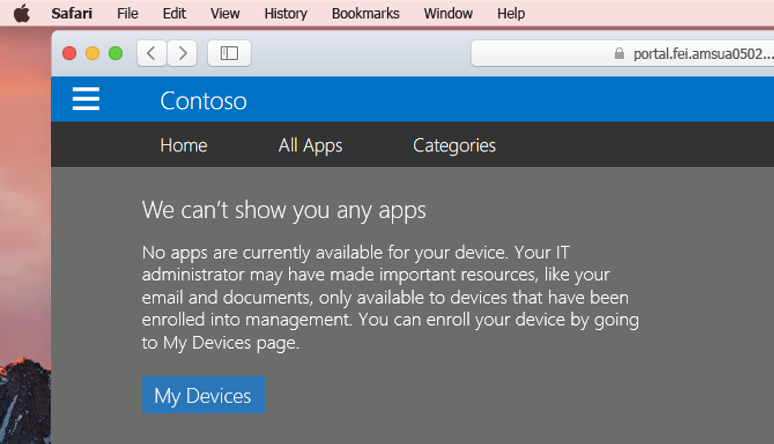 Safari File Edit View History Bookmarks Window Help
portal.fei.amsua0502...
Contoso
Home All Apps Categories
We can't show you any apps
No apps are currently available for your device. Your IT
administrator may have made important resources, like your
email and documents, only available to devices that have been
enrolled into management. You can enroll your device by going
to My Devices page.
My Devices